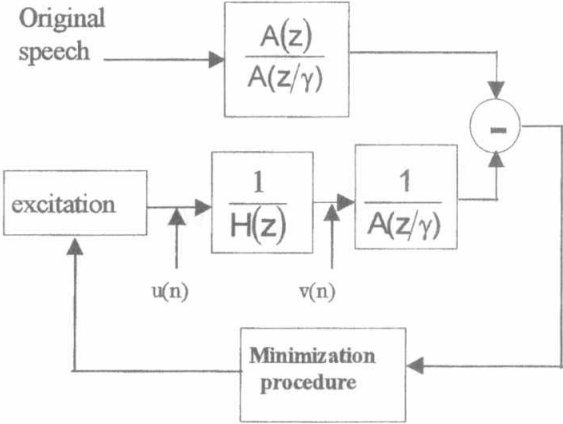 Original
speech
A(z)
A(z/γ)
-
excitation
1
H(z)
1
A(z/γ)
u(n)
v(n)
Minimization
procedure